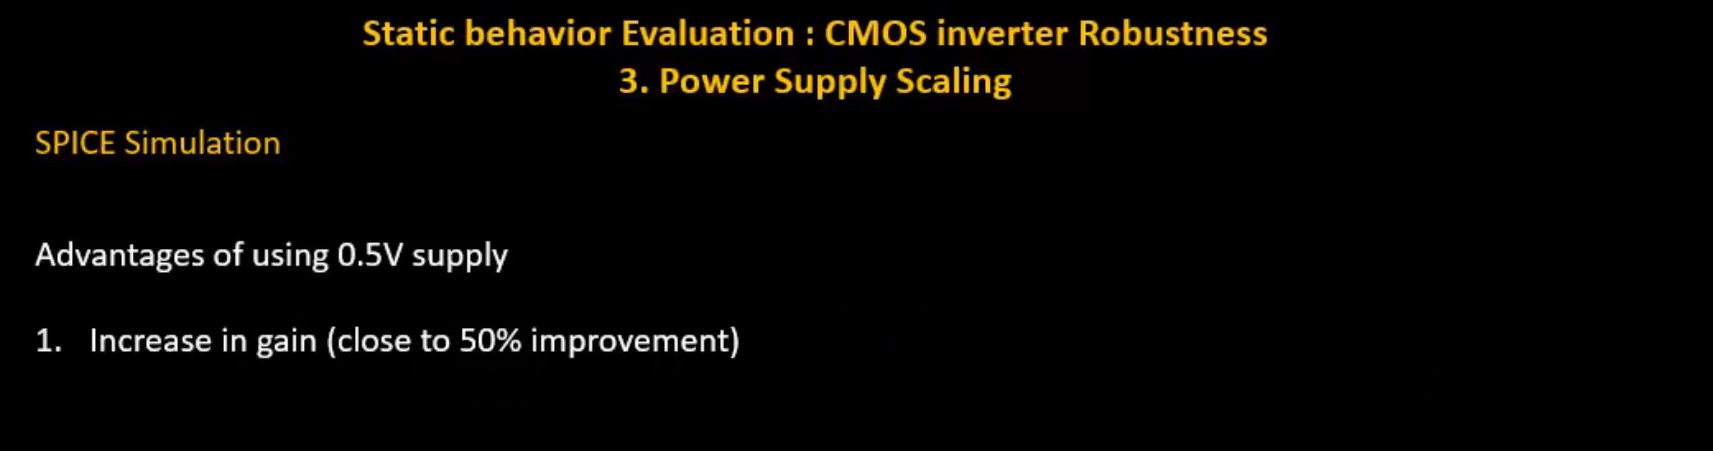 Static behavior Evaluation : CMOS inverter Robustness
3. Power Supply Scaling
SPICE Simulation
Advantages of using 0.5V supply
1. Increase in gain (close to 50% improvement)